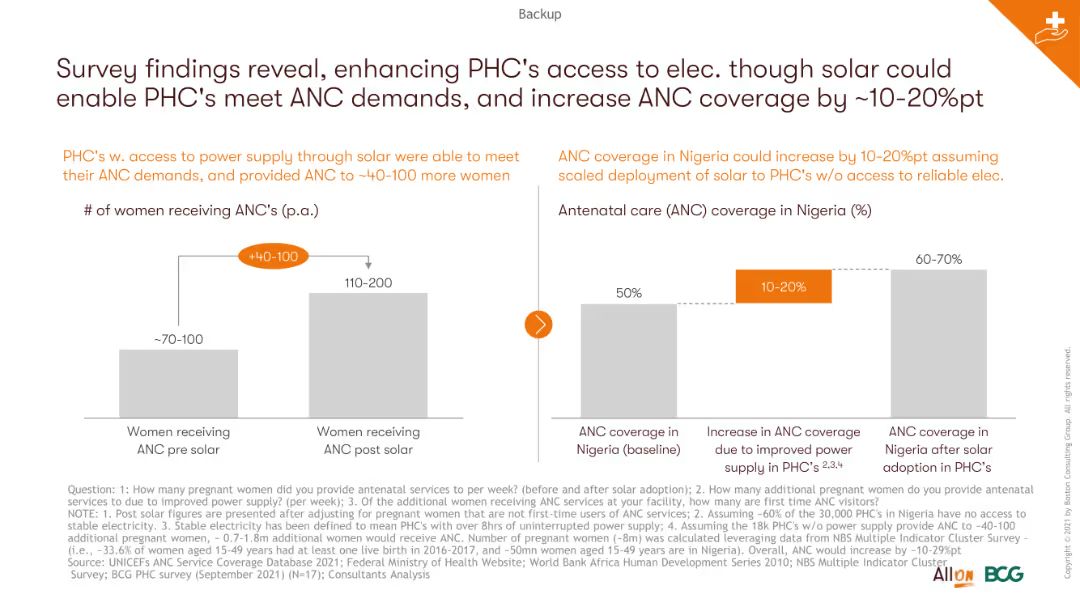 Backup
Survey findings reveal, enhancing PHC's access to elec. though solar could
enable PHC's meet ANC demands, and increase ANC coverage by ~10-20%pt
PHC's w. access to power supply through solar were able to meet
their ANC demands, and provided ANC to ~40-100 more women
# of women receiving ANC's (p.a.)
+40-100
110-200
~70-100
Women receiving
ANC pre solar
Women receiving
ANC post solar
ANC coverage in Nigeria could increase by 10-20%pt assuming
scaled deployment of solar to PHC's w/o access to reliable elec.
Antenatal care (ANC) coverage in Nigeria (%)
60-70%
10-20%
50%
ANC coverage in
Nigeria (baseline)
Increase in ANC coverage
due to improved power
supply in PHC's 2,3,4
ANC coverage in
Nigeria after solar
adoption in PHC's
Question: 1: How many pregnant women did you provide antenatal services to per week? (before and after solar adoption); 2. How many additional pregnant women do you provide antenatal
services to due to improved power supply? (per week); 3. Of the additional women receiving ANC services at your facility, how many are first time ANC visitors?
NOTE: 1. Post solar figures are presented after adjusting for pregnant women that are not first-time users of ANC services; 2. Assuming ~60% of the 30,000 PHC's in Nigeria have no access to
stable electricity. 3. Stable electricity has been defined to mean PHC's with over 8hrs of uninterrupted power supply; 4. Assuming the 18k PHC's w/o power supply provide ANC to ~40-100
additional pregnant women, ~ 0.7-1.8m additional women would receive ANC. Number of pregnant women (~8m) was calculated leveraging data from NBS Multiple Indicator Cluster Survey –
(i.e., ~33.6% of women aged 15-49 years had at least one live birth in 2016-2017, and ~50mn women aged 15-49 years are in Nigeria). Overall, ANC would increase by ~10-29%pt
Source: UNICEFs ANC Service Coverage Database 2021; Federal Ministry of Health Website; World Bank Africa Human Development Series 2010; NBS Multiple Indicator Cluster
Survey; BCG PHC survey (September 2021) (N=17); Consultants Analysis
All on BCG
Copyright © 2021 by Boston Consulting Group. All rights reserved.